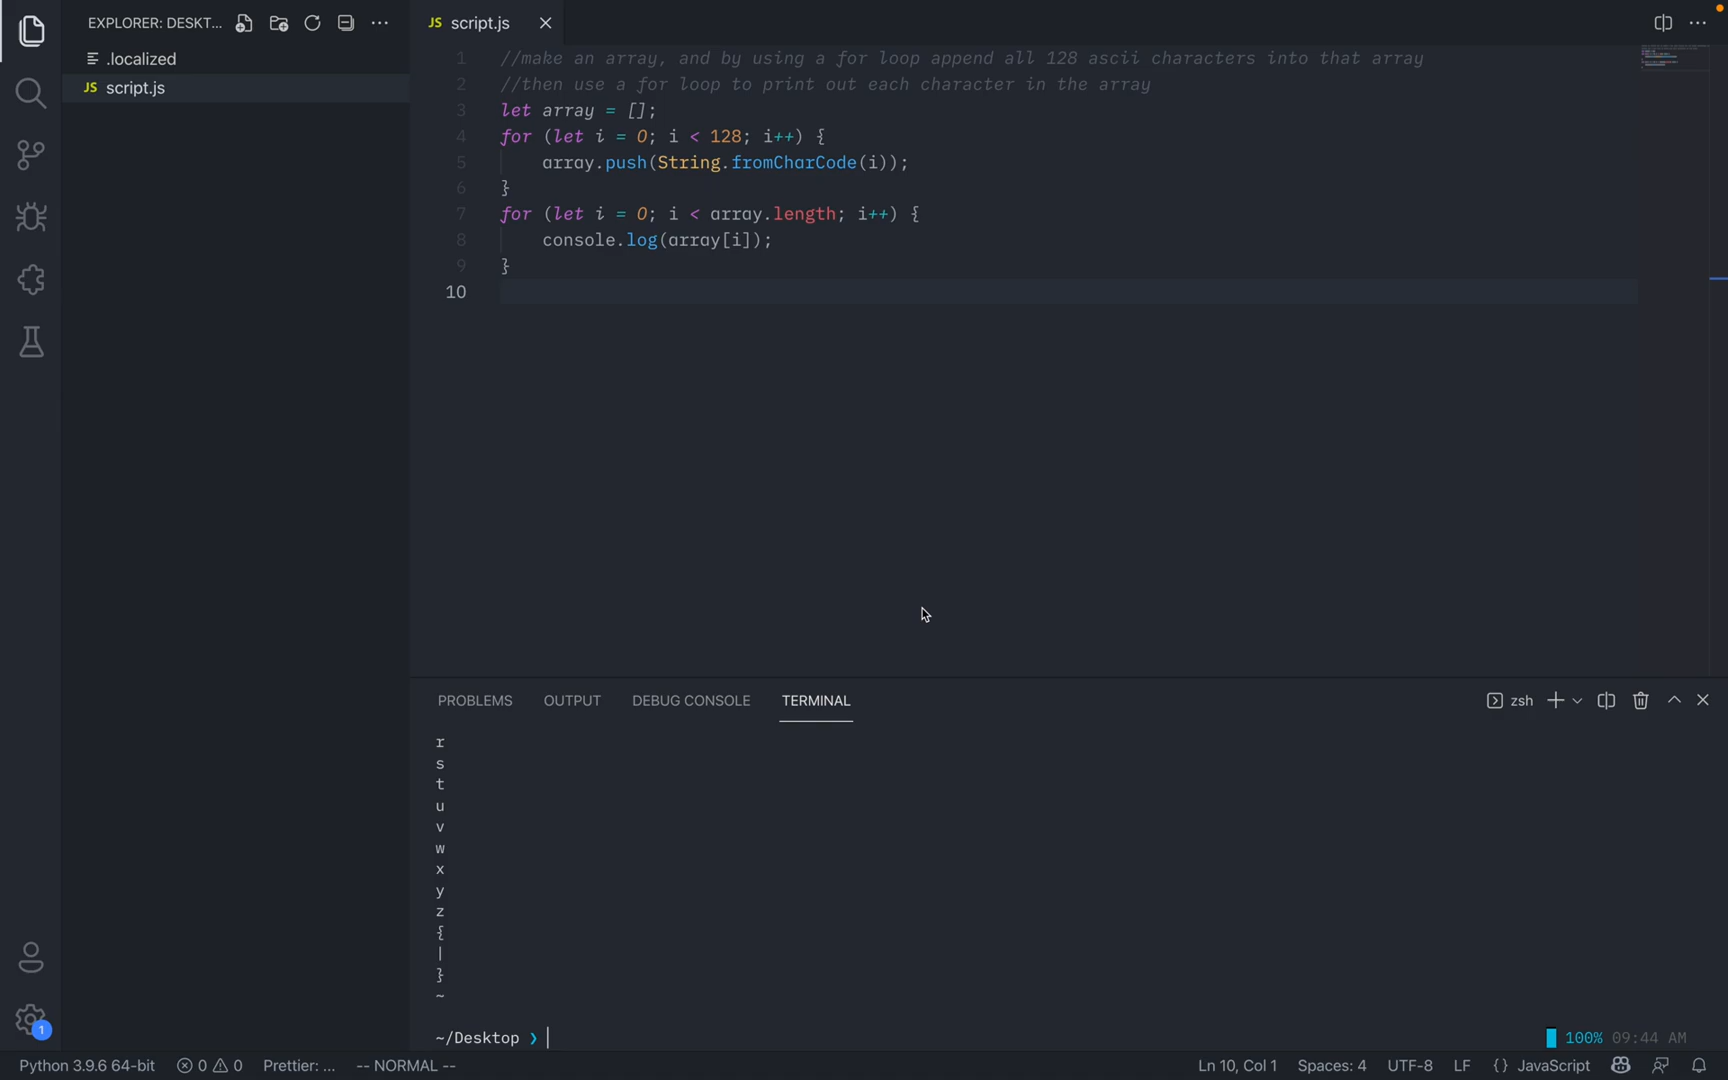 EXPLORER: DESKT...
.localized
JS script.js
JS script.js
1 //make an array, and by using a for loop append all 128 ascii characters into that array
2 //then use a for loop to print out each character in the array
3 let array = [];
4 for (let i = 0; i < 128; i++) {
5 array.push(String.fromCharCode(i));
6 }
7 for (let i = 0; i < array.length; i++) {
8 console.log(array[i]);
9 }
10
PROBLEMS OUTPUT DEBUG CONSOLE TERMINAL zsh
r
s
t
u
v
w
x
y
z
{
|
}
~
~/Desktop ❯ 100% 09:44 AM
1
Python 3.9.6 64-bit 0 0 Prettier: ... -- NORMAL -- Ln 10, Col 1 Spaces: 4 UTF-8 LF {} JavaScript